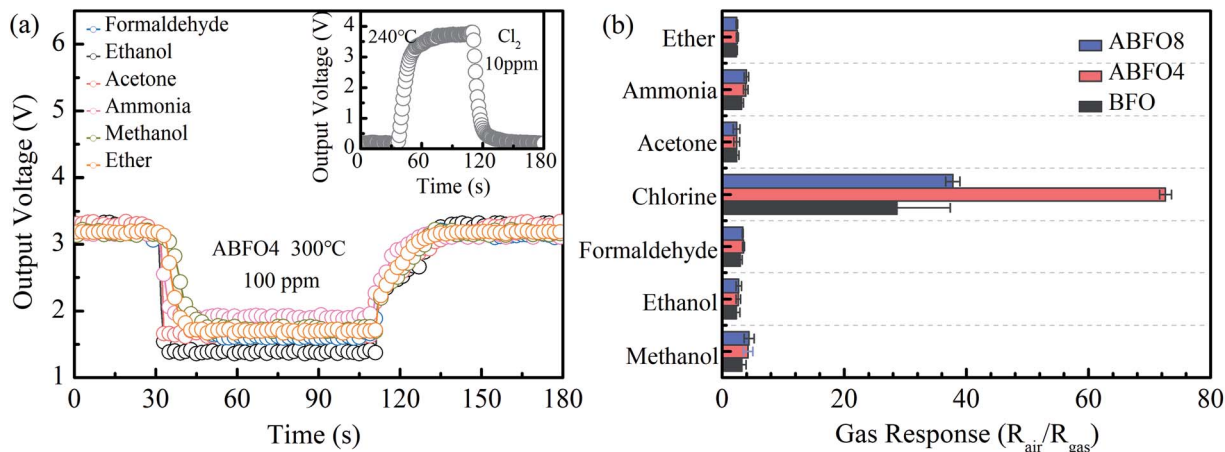 (a)
Formaldehyde
Ethanol
Acetone
Ammonia
Methanol
Ether
Output Voltage (V)
6
5
4
3
2
1
0
30
60
90
120
150
180
Time (s)
ABFO4 300℃
100 ppm
240℃
Cl₂
10ppm
Output Voltage (V)
4
3
2
1
0
60
120
180
Time (s)
(b)
Ether
Ammonia
Acetone
Chlorine
Formaldehyde
Ethanol
Methanol
ABFO8
ABFO4
BFO
0
20
40
60
80
Gas Response (Rair/Rgas)